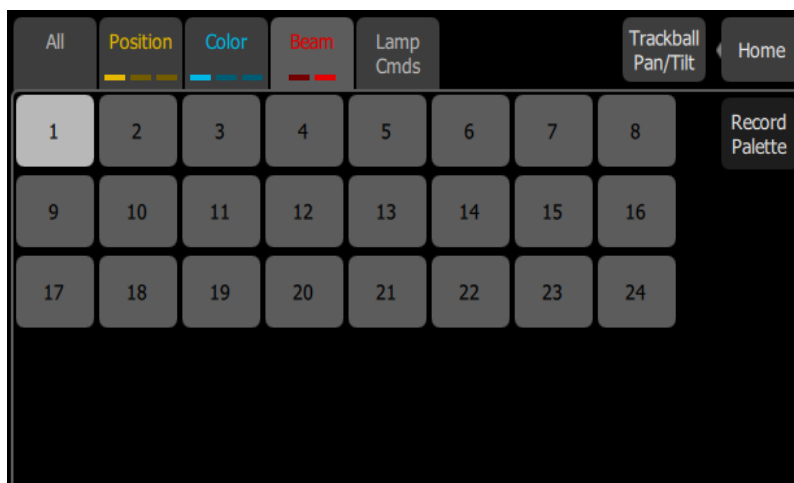 All
Position
Color
Beam
Lamp
Cmds
Trackball
Pan/Tilt
Home
1 2 3 4 5 6 7 8
Record
Palette
9 10 11 12 13 14 15 16
17 18 19 20 21 22 23 24